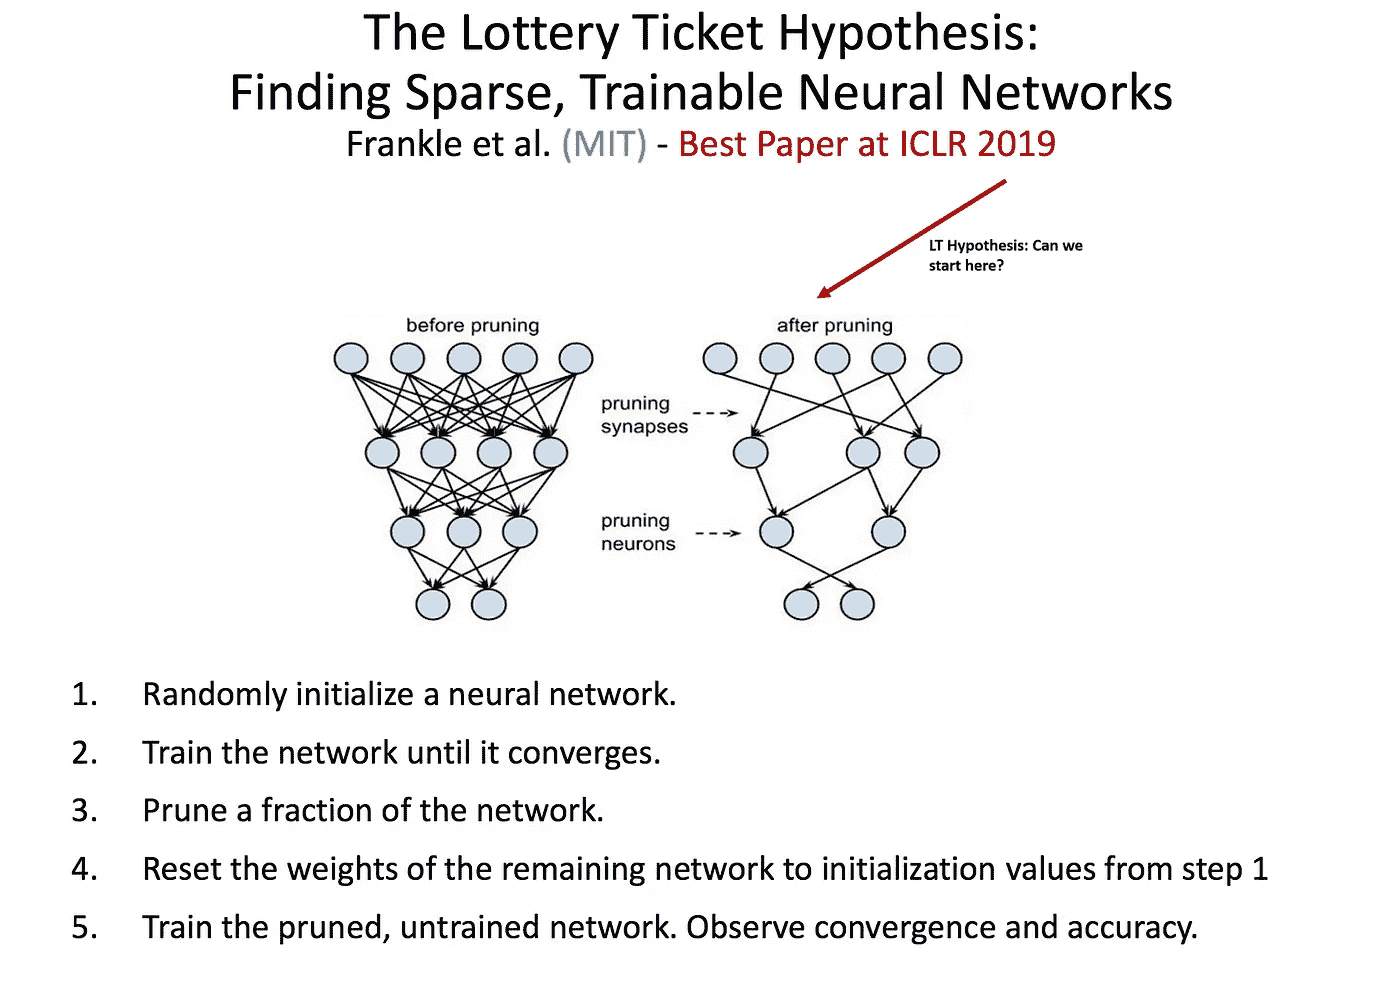 The Lottery Ticket Hypothesis:
Finding Sparse, Trainable Neural Networks
Frankle et al. (MIT) - Best Paper at ICLR 2019
LT Hypothesis: Can we
start here?
before pruning
after pruning
pruning
synapses
pruning
neurons
1. Randomly initialize a neural network.
2. Train the network until it converges.
3. Prune a fraction of the network.
4. Reset the weights of the remaining network to initialization values from step 1
5. Train the pruned, untrained network. Observe convergence and accuracy.